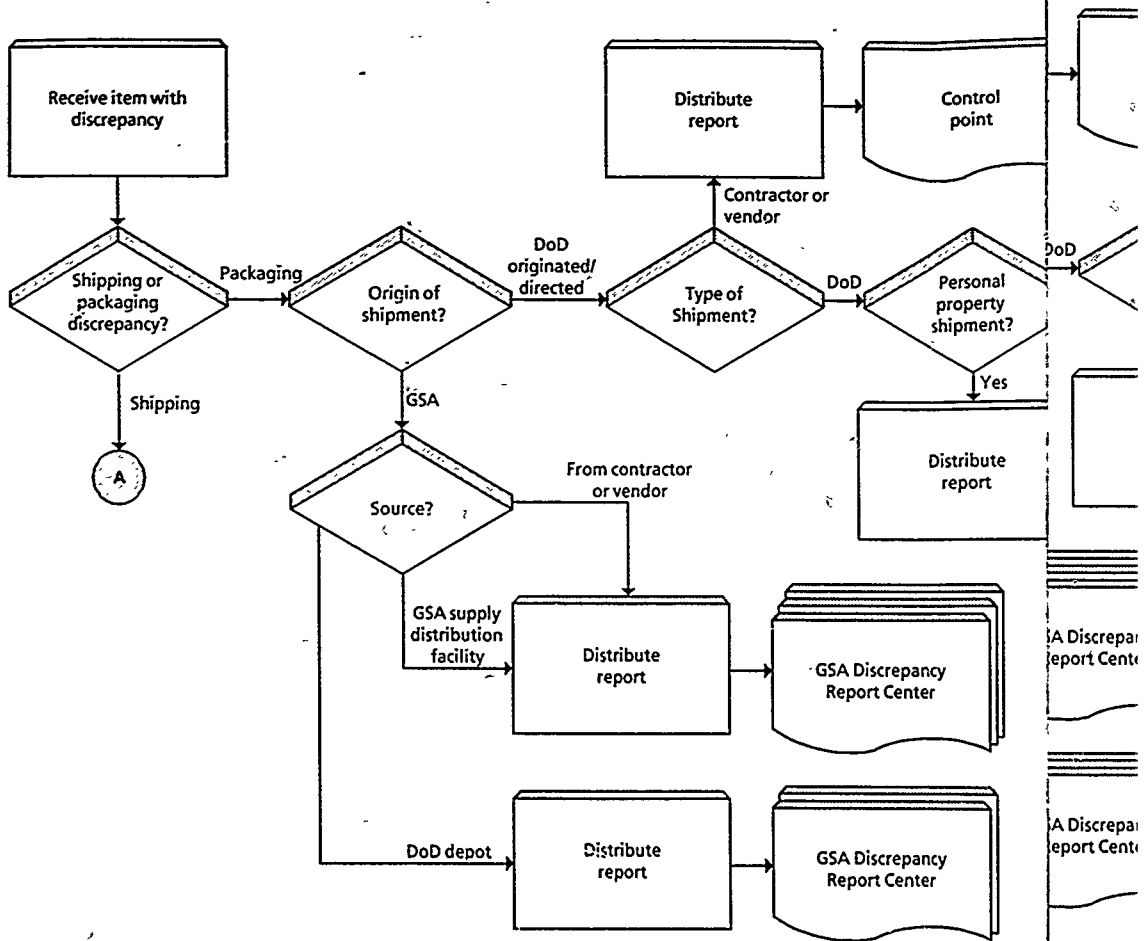 Receive item with
discrepancy
Distribute
report
Control
point
Contractor or
vendor
Shipping or
packaging
discrepancy?
Packaging
Origin of
shipment?
DoD
originated/
directed
Type of
Shipment?
DoD
Personal
property
shipment?
DoD
Shipping
A
GSA
Yes
Distribute
report
Source?
From contractor
or vendor
GSA supply
distribution
facility
Distribute
report
GSA Discrepancy
Report Center
DoD depot
Distribute
report
GSA Discrepancy
Report Center